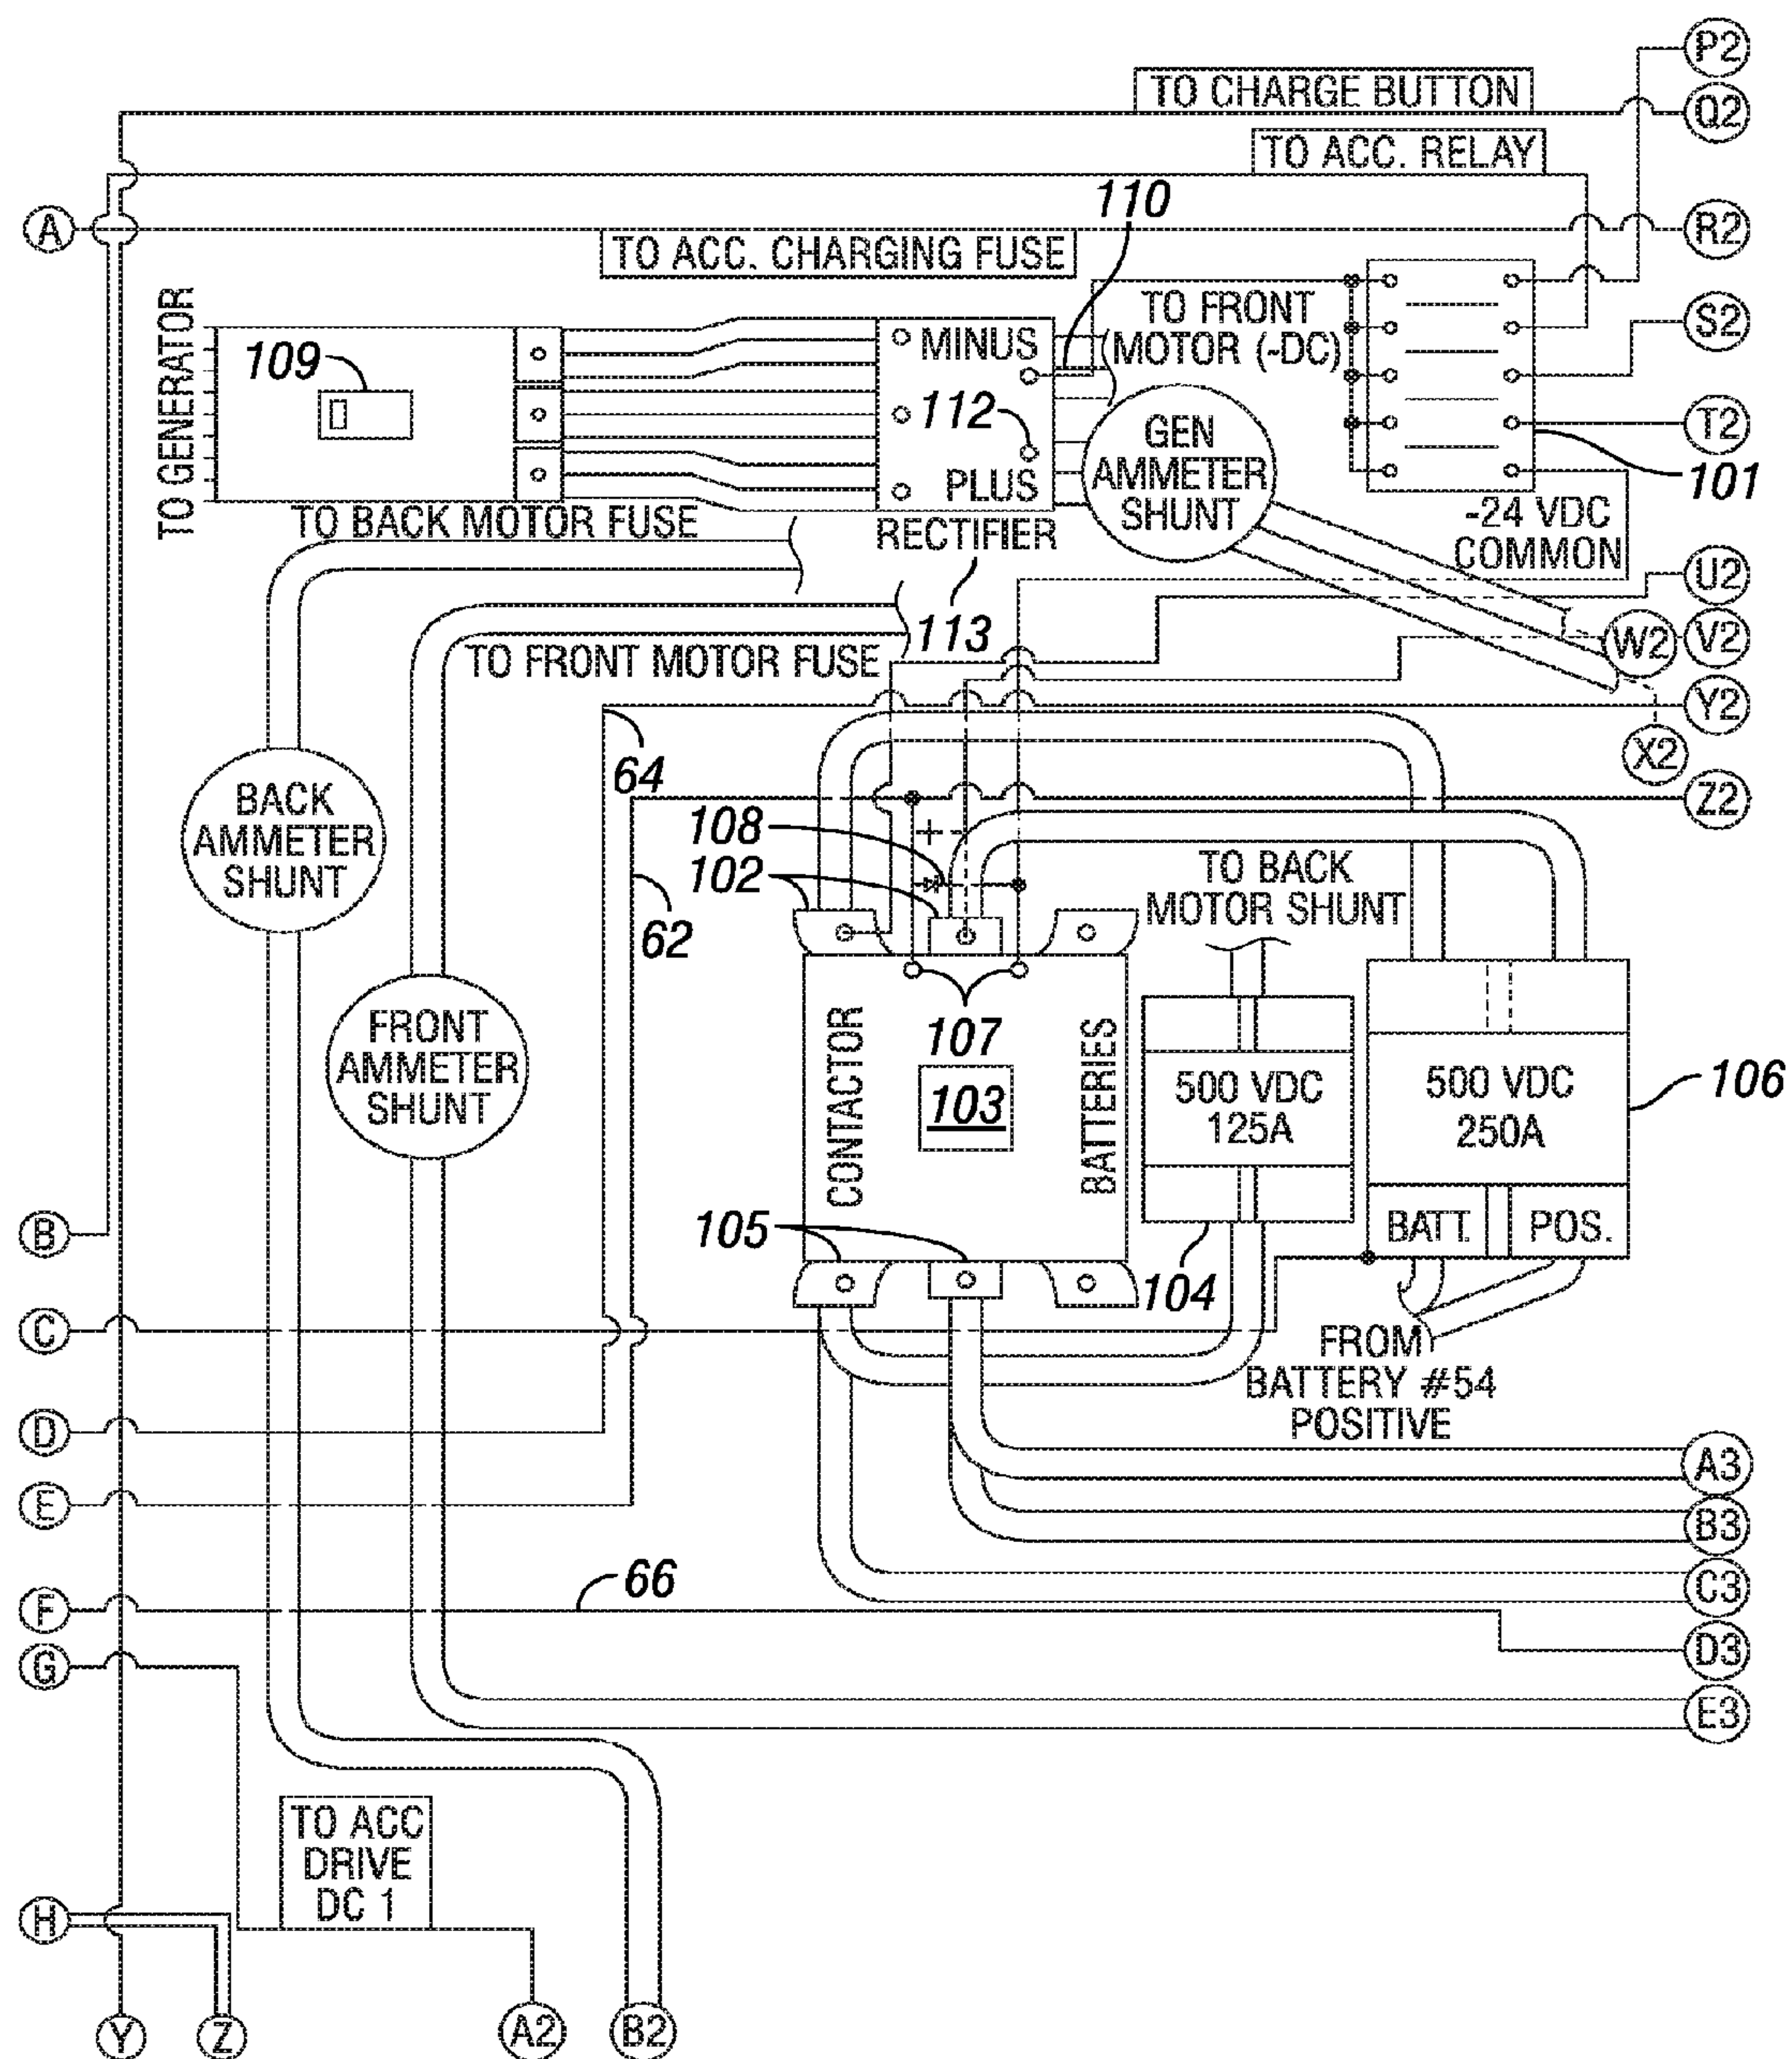 P2
TO CHARGE BUTTON
Q2
TO ACC. RELAY
110
A
R2
TO ACC. CHARGING FUSE
TO GENERATOR
109
MINUS
TO FRONT
MOTOR (-DC)
S2
112
PLUS
GEN
AMMETER
SHUNT
T2
101
TO BACK MOTOR FUSE
RECTIFIER
-24 VDC
COMMON
U2
113
TO FRONT MOTOR FUSE
W2
V2
Y2
X2
64
BACK
AMMETER
SHUNT
108
+
-
Z2
102
62
TO BACK
MOTOR SHUNT
FRONT
AMMETER
SHUNT
CONTACTOR
107
103
BATTERIES
500 VDC
125A
500 VDC
250A
106
B
105
BATT.
POS.
104
C
FROM
BATTERY #54
POSITIVE
D
A3
E
B3
66
C3
F
G
D3
E3
TO ACC
DRIVE
DC 1
H
Y
Z
A2
B2